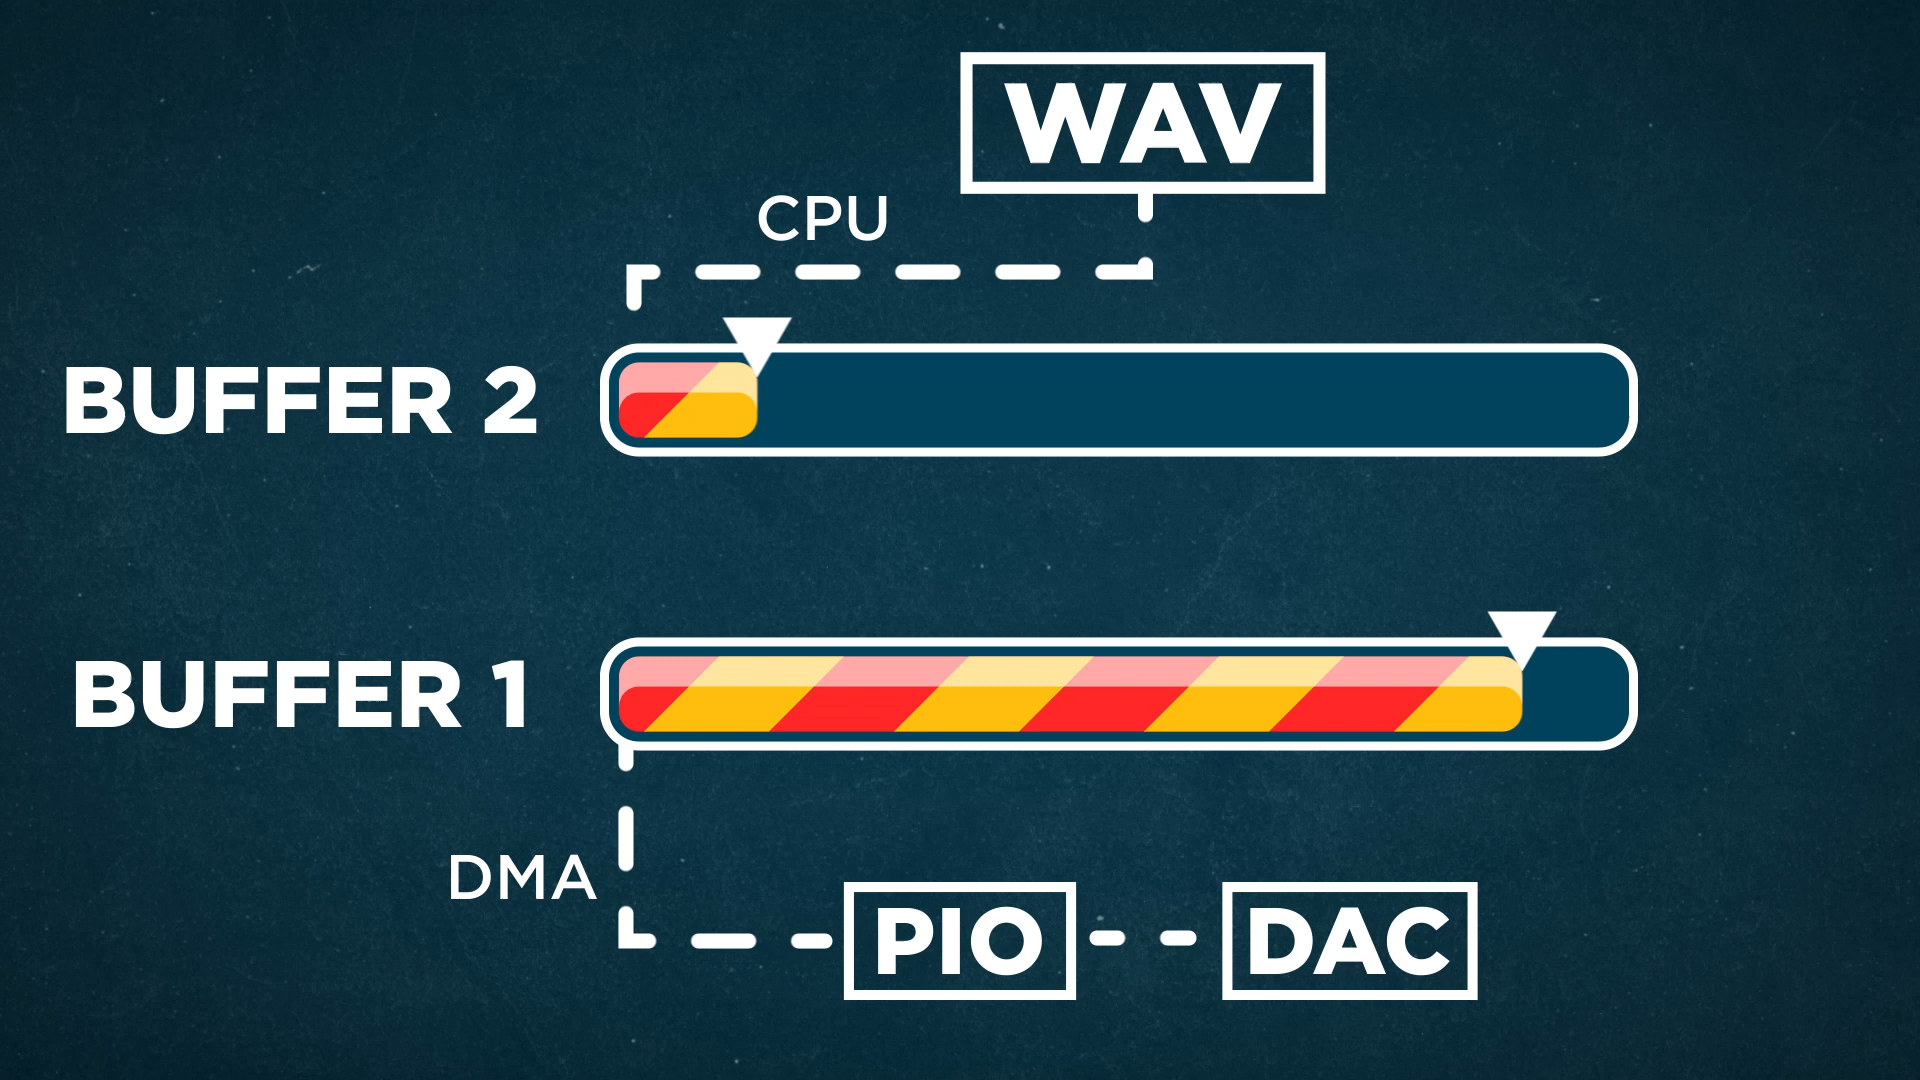 WAV
CPU
BUFFER 2
BUFFER 1
DMA
PIO
DAC